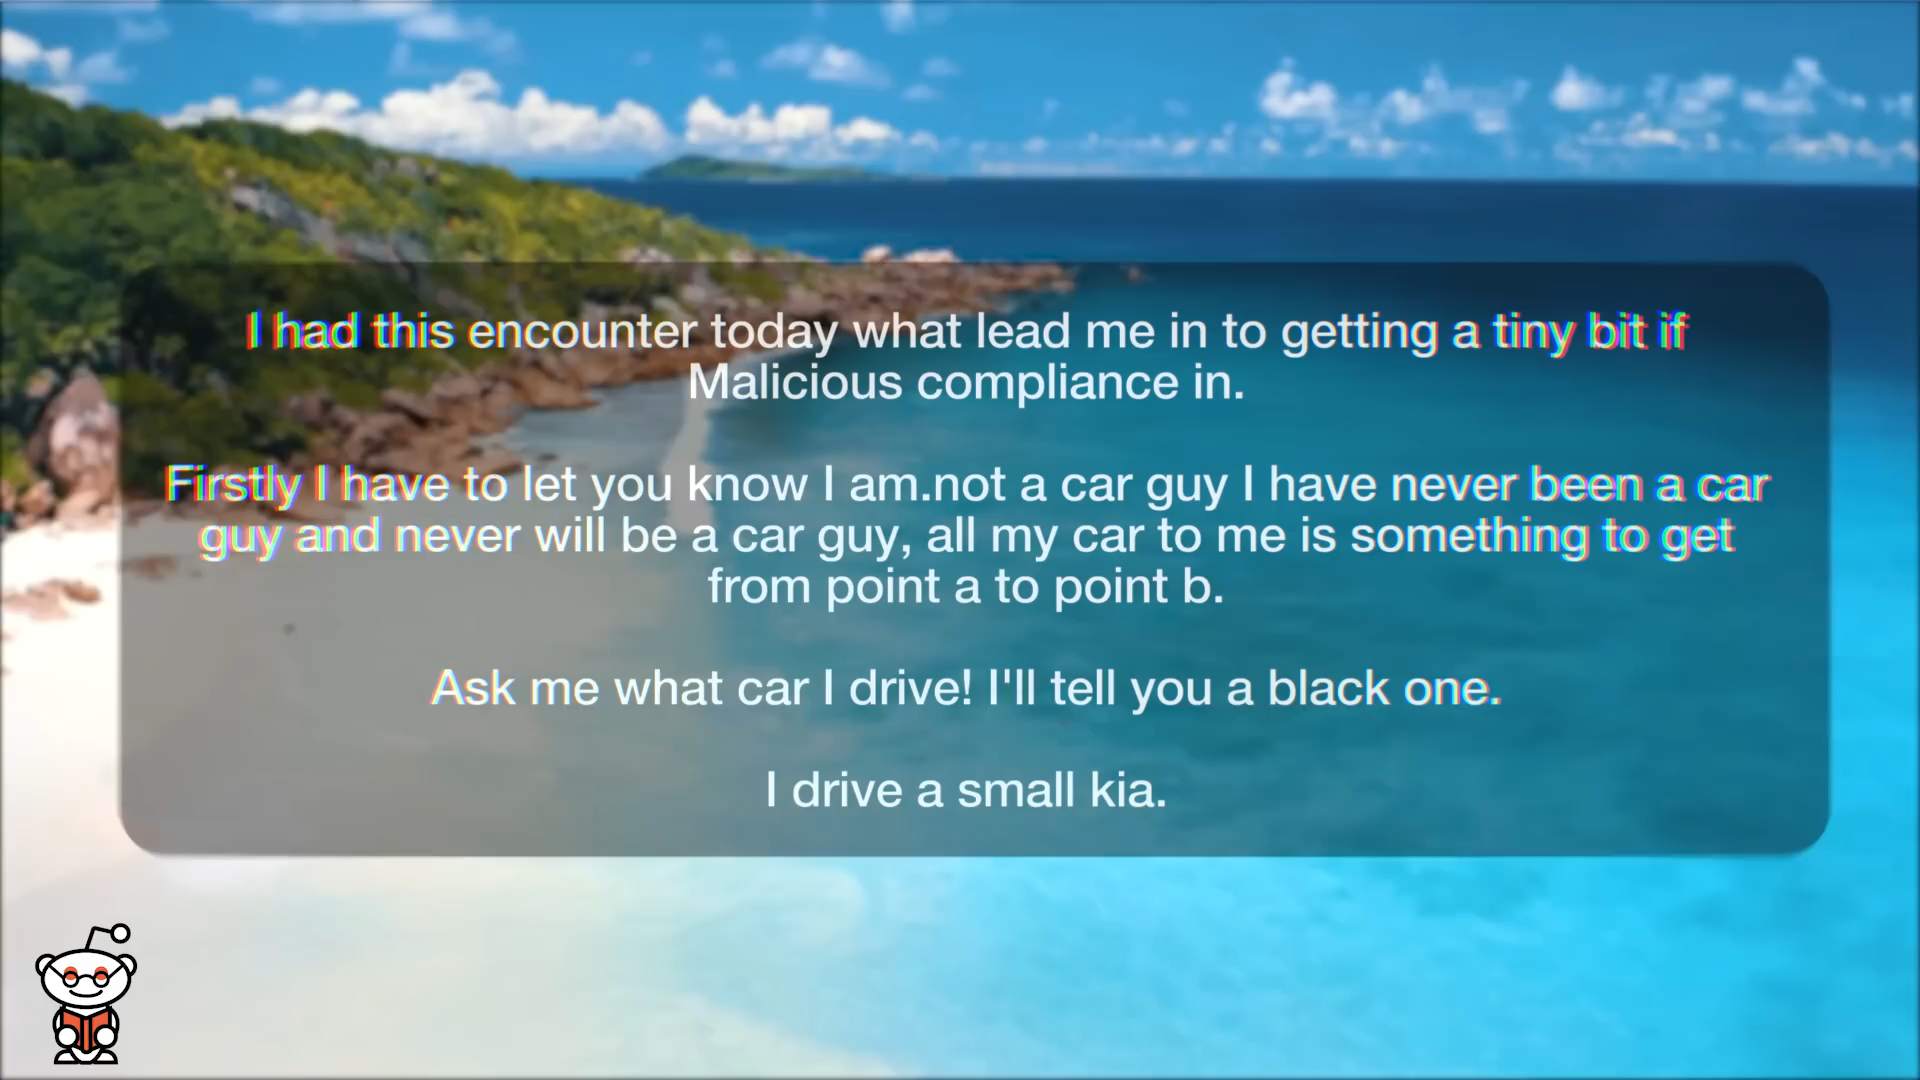 I had this encounter today what lead me in to getting a tiny bit if
Malicious compliance in.
Firstly I have to let you know I am.not a car guy I have never been a car
guy and never will be a car guy, all my car to me is something to get
from point a to point b.
Ask me what car I drive! I'll tell you a black one.
I drive a small kia.